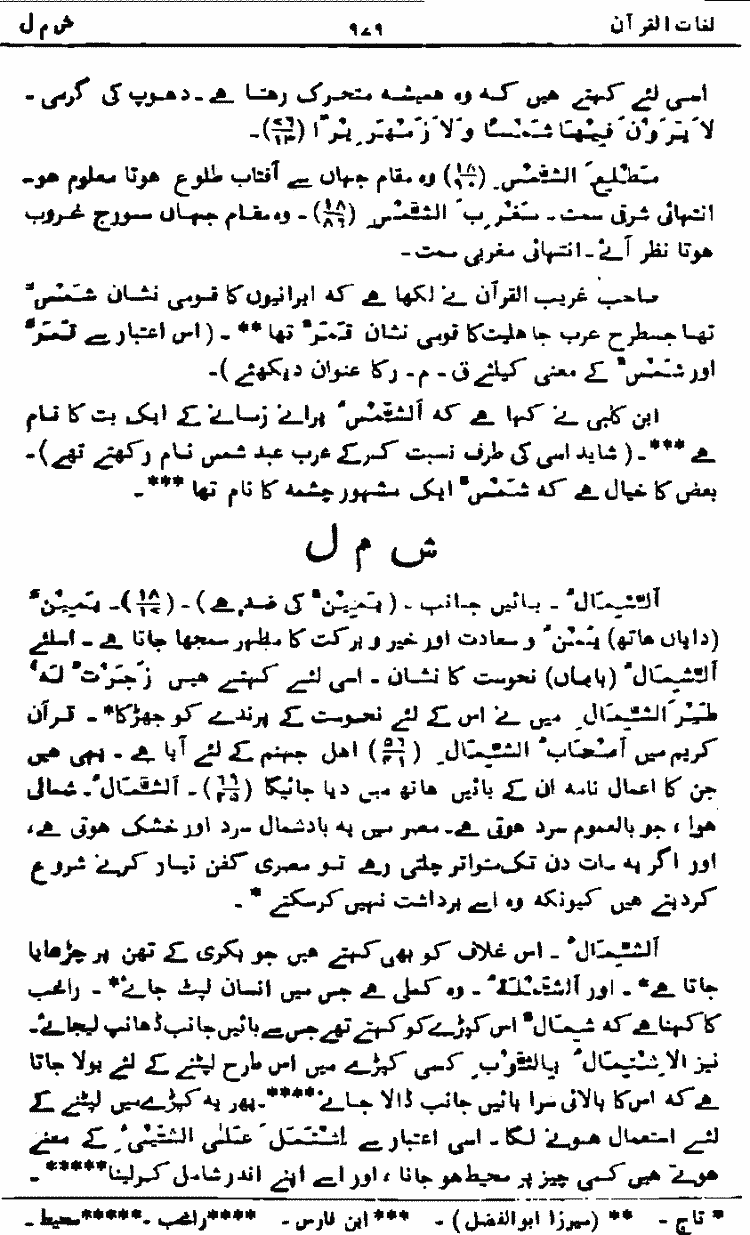 لغات القرآن ۹۷۹ ش م ل
اسی لئے کہتے ہیں کہ وہ ہمیشہ متحرک رہتا ہے۔ دھوپ کی گرمی۔
لَا يَرَوْنَ فِيْهَا شَمْسًا وَّلَا زَمْهَرِيْرًا (۷۶/۱۳)۔
مَطْلِعَ الشَّمْسِ (۱۸/۹۰) وہ مقام جہاں سے آفتاب طلوع ہوتا معلوم ہو۔
انتہائی شرقی سمت۔ مَغْرِبَ الشَّمْسِ (۱۸/۸۶)۔ وہ مقام جہاں سورج غروب
ہوتا نظر آئے۔ انتہائی مغربی سمت۔
صاحب غریب القرآن نے لکھا ہے کہ ایرانیوں کا قومی نشان شَمْسٌ
تھا جسطرح عرب جاہلیت کا قومی نشان قَمَرٌ تھا **۔ (اس اعتبار سے قَمَرٌ
اور شَمْسٌ کے معنی کیلئے ق۔ م۔ ر کا عنوان دیکھئے)۔
ابن کلبی نے کہا ہے کہ اَلشَّمْسُ پرانے زمانے کے ایک بت کا نام
ہے ***۔ (شاید اسی کی طرف نسبت کرکے عرب عبد شمس نام رکھتے تھے)۔
بعض کا خیال ہے کہ شَمْسٌ ایک مشہور چشمہ کا نام تھا ***۔
ش م ل
اَلشِّمَالُ۔ بائیں جانب۔ (يَمِيْنٌ کی ضد ہے)۔ (۱۸/۱۷)۔ يَمِيْنٌ
(دایاں ہاتھ) يُمْنٌ و سعادت اور خیر و برکت کا مظہر سمجھا جاتا ہے۔ اسلئے
اَلشِّمَالُ (بایاں) نحوست کا نشان۔ اسی لئے کہتے ہیں زَجَرْتُ لَهُ
طَيْرَ الشِّمَالِ میں نے اس کے لئے نحوست کے پرندے کو جھڑکا*۔ قرآن
کریم میں اَصْحَابُ الشِّمَالِ (۵۶/۴۱) اہل جہنم کے لئے آیا ہے۔ یہی ہیں
جن کا اعمال نامہ ان کے بائیں ہاتھ میں دیا جائیگا (۶۹/۲۵)۔ اَلشَّمَالُ۔ شمالی
ہوا، جو بالعموم سرد ہوتی ہے۔ مصر میں یہ بادشمال سرد اور خشک ہوتی ہے،
اور اگر یہ سات دن تک متواتر چلتی رہے تو مصری کفن تیار کرنے شروع
کردیتے ہیں کیونکہ وہ اسے برداشت نہیں کرسکتے *۔
اَلشِّمَالُ۔ اس غلاف کو بھی کہتے ہیں جو بکری کے تھن پر چڑھایا
جاتا ہے*۔ اور اَلشَّمْلَةُ۔ وہ کملی ہے جس میں انسان لپٹ جائے*۔ راغب
کا کہنا ہے کہ شِمَالٌ اس کپڑے کو کہتے تھے جس سے بائیں جانب ڈھانپ لیجائے۔
نیز اَلْاِشْتِمَالُ بِالثَّوْبِ کسی کپڑے میں اس طرح لپٹنے کے لئے بولا جاتا
ہے کہ اس کا بالائی سرا بائیں جانب ڈالا جائے****۔ پھر یہ کپڑے میں لپٹنے کے
لئے استعمال ہونے لگا۔ اسی اعتبار سے اِشْتَمَلَ عَلَى الشَّيْءِ کے معنے
ہوتے ہیں کسی چیز پر محیط ہو جانا، اور اسے اپنے اندر شامل کرلینا*****۔
* تاج۔ ** (میرزا ابوالفضل)۔ *** ابن فارس۔ ****راغب۔ *****محیط۔